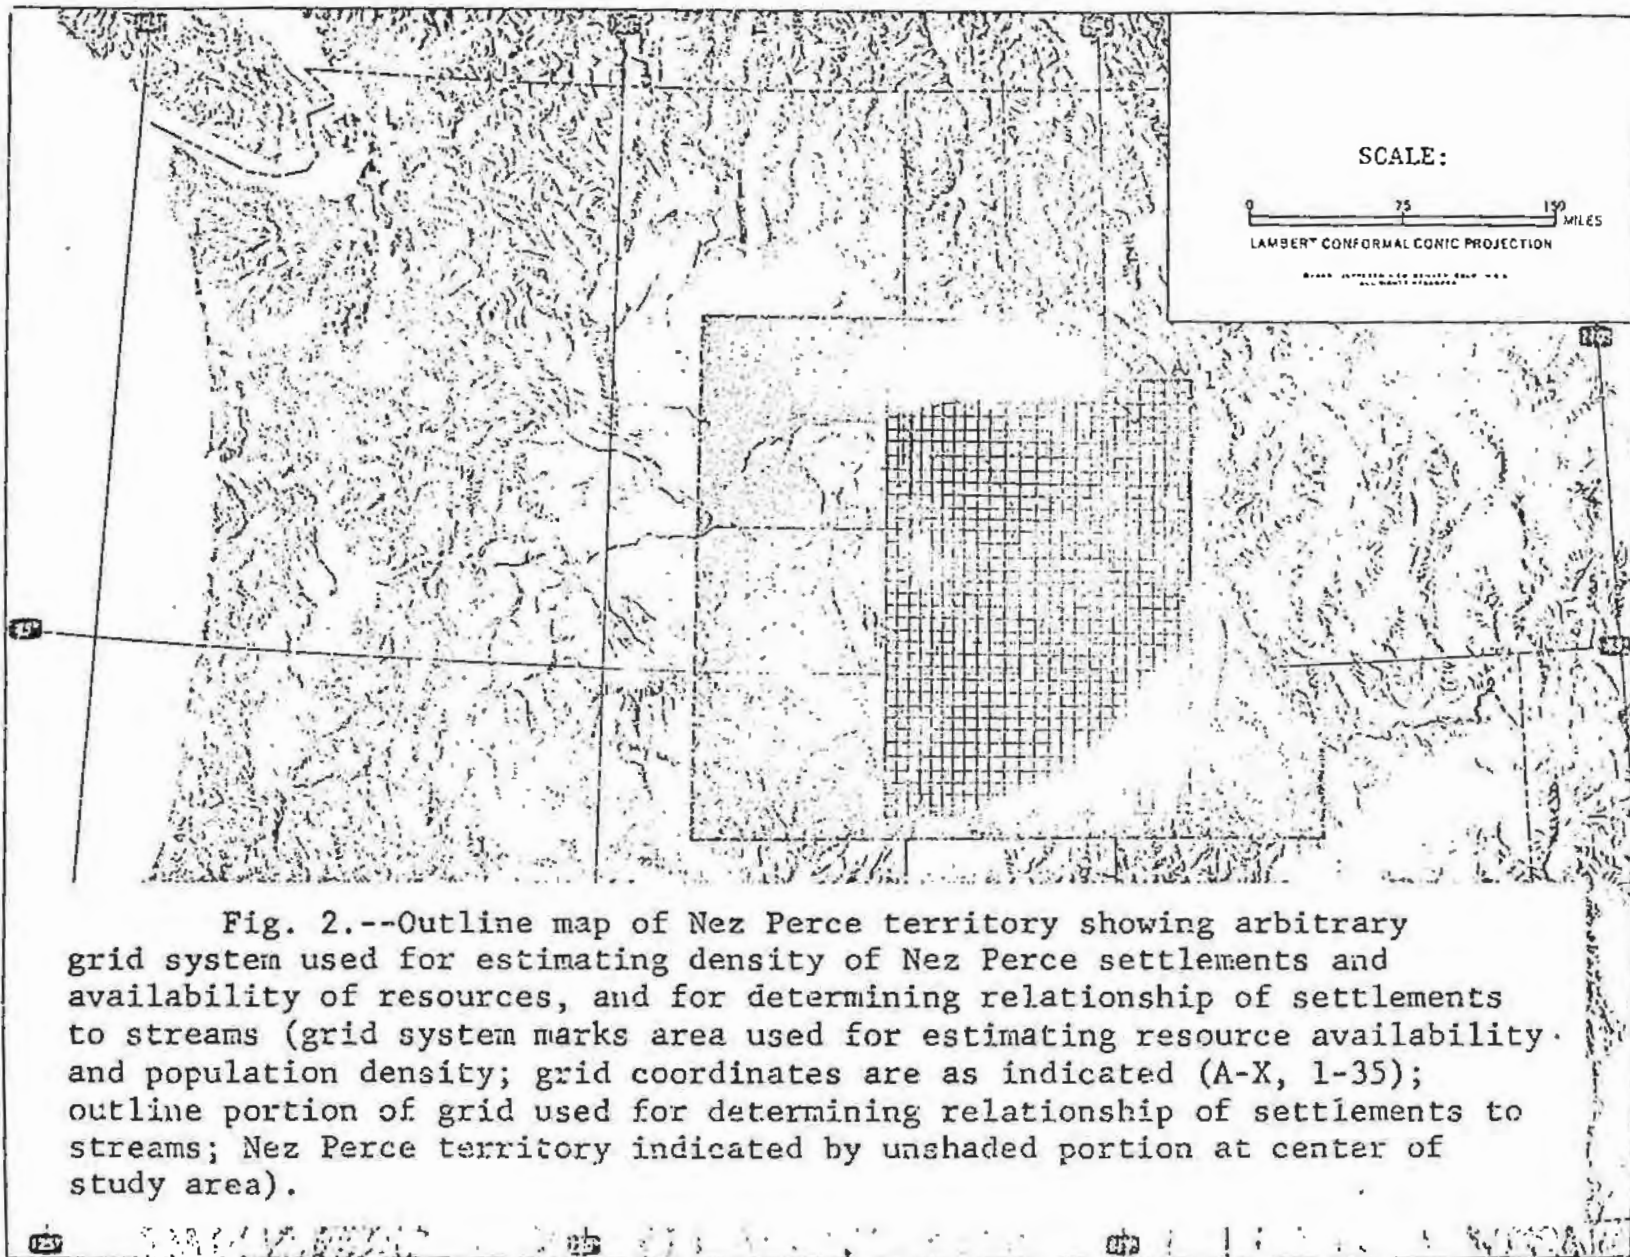 SCALE:
0 75 150 MILES
LAMBERT CONFORMAL CONIC PROJECTION
1
Fig. 2.--Outline map of Nez Perce territory showing arbitrary
grid system used for estimating density of Nez Perce settlements and
availability of resources, and for determining relationship of settlements
to streams (grid system marks area used for estimating resource availability
and population density; grid coordinates are as indicated (A-X, 1-35);
outline portion of grid used for determining relationship of settlements to
streams; Nez Perce territory indicated by unshaded portion at center of
study area).